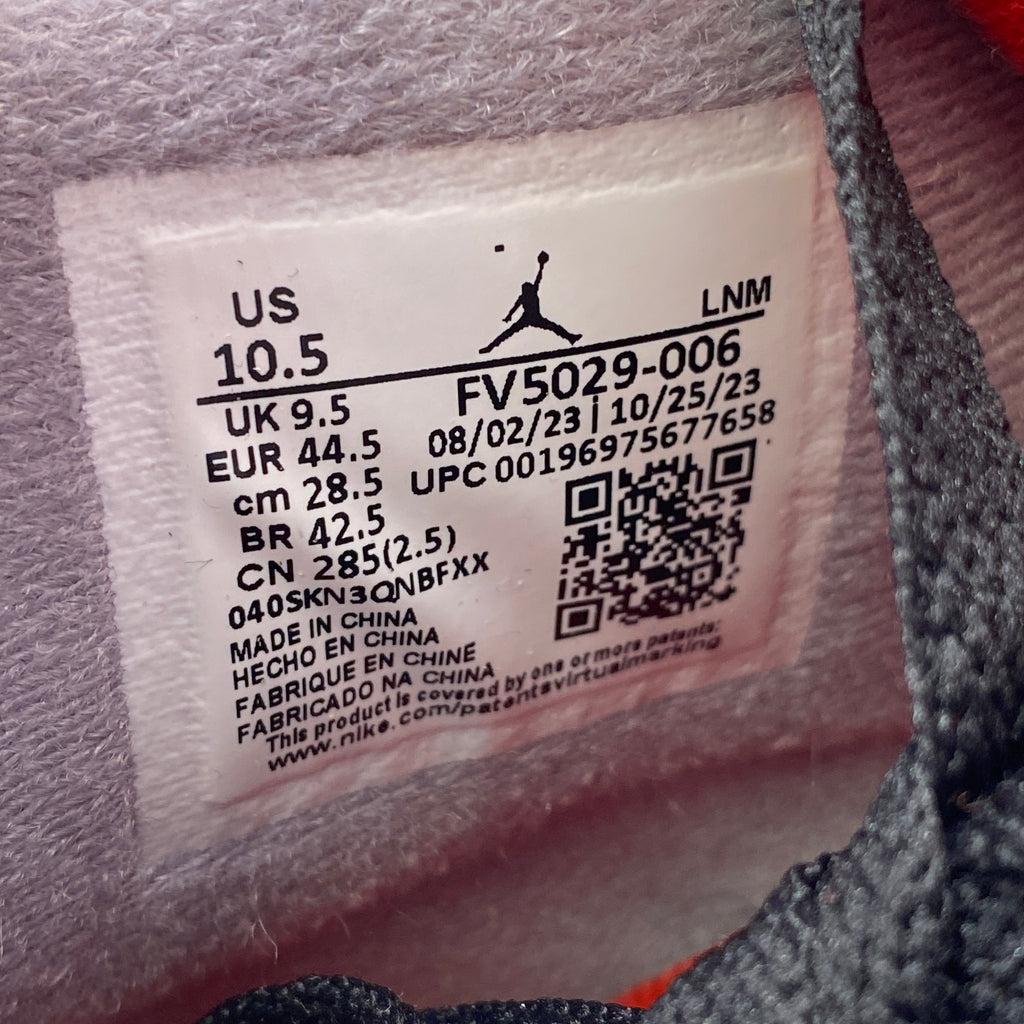 US
10.5
LNM
UK 9.5
FV5029-006
EUR 44.5
08/02/23 | 10/25/23
cm 28.5
UPC 00196975677658
BR 42.5
CN 285(2.5)
040SKN3QNBFXX
MADE IN CHINA
HECHO EN CHINA
FABRIQUE EN CHINE
FABRICADO NA CHINA
This product is covered by one or more patents:
www.nike.com/patentsvirtualmarking